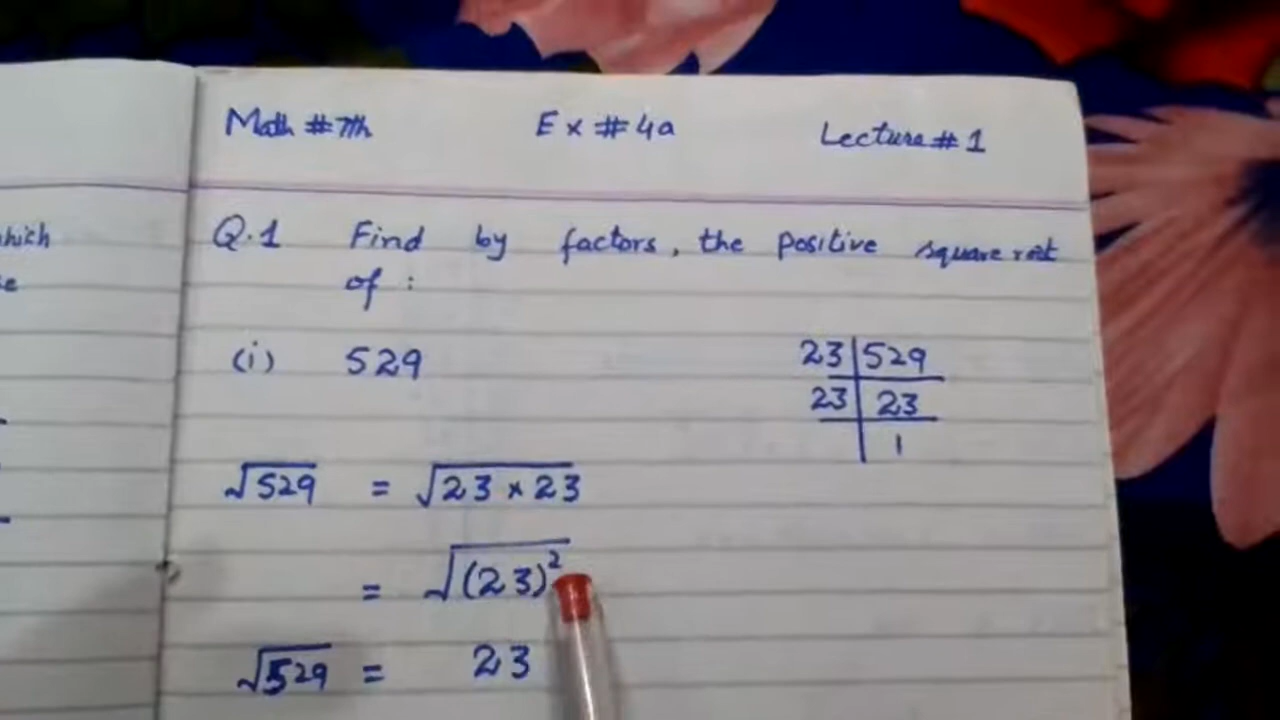 Math # 7th Ex # 4a Lecture # 1
which
Q.1 Find by factors, the positive square root
of :
(i) 529
23 | 529
23 | 23
1
√529 = √23 × 23
= √(23)²
√529 = 23